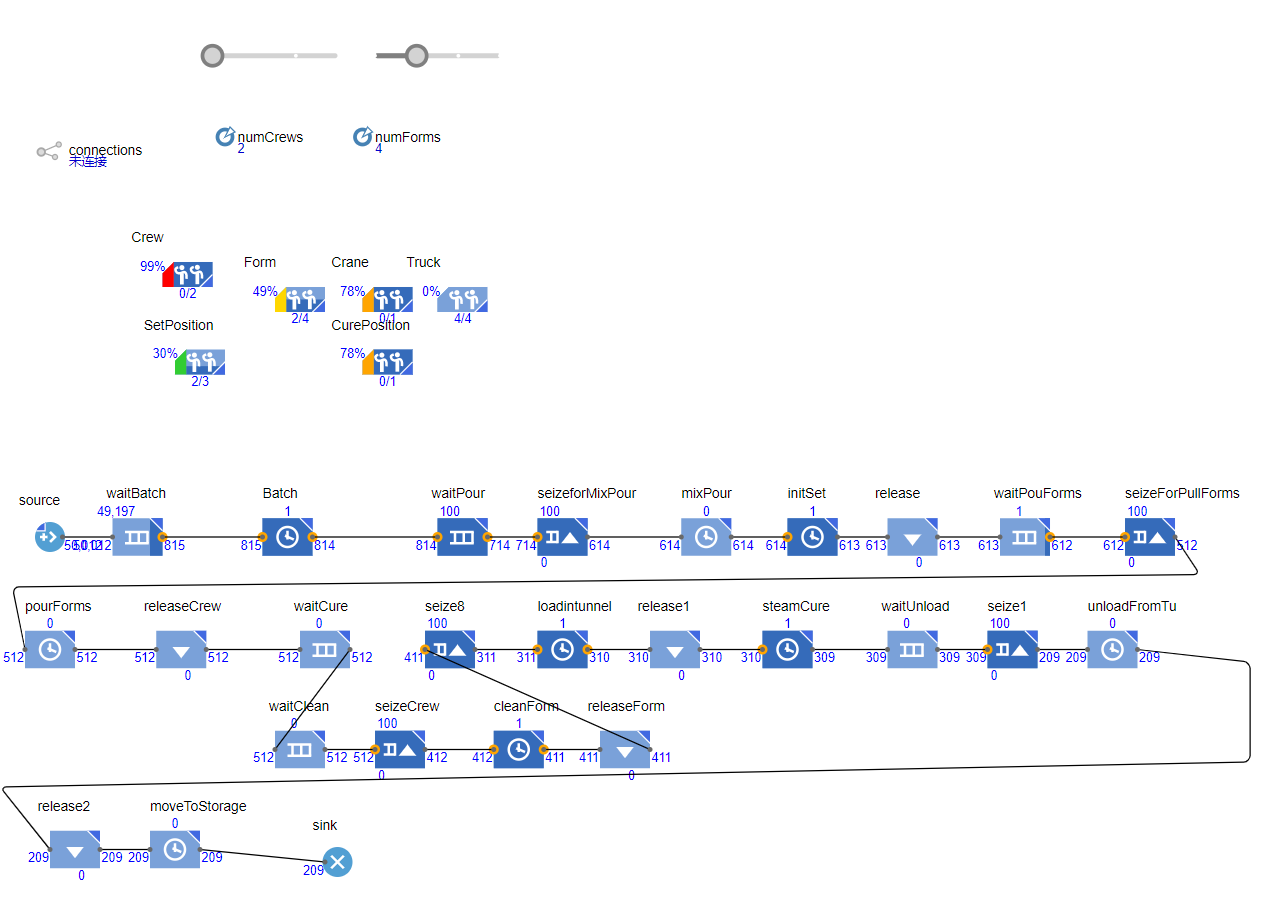 numCrews
2
numForms
4
connections
未连接
Crew
99%
0/2
Form
49%
2/4
Crane
78%
0/1
Truck
0%
4/4
SetPosition
30%
2/3
CurePosition
78%
0/1
source
waitBatch
Batch
waitPour
seizeforMixPour
mixPour
initSet
release
waitPouForms
seizeForPullForms
49,197
1
100
100
0
1
1
100
815
815
814
814
714
714
614
614
614
614
613
613
613
613
612
612
512
0
0
0
pourForms
releaseCrew
waitCure
seize8
loadintunnel
release1
steamCure
waitUnload
seize1
unloadFromTu
0
0
100
1
1
0
100
0
512
512
512
512
512
512
411
311
311
310
310
310
310
309
309
309
309
209
209
209
0
0
0
0
waitClean
seizeCrew
cleanForm
releaseForm
0
100
1
512
512
512
412
412
411
411
411
0
0
release2
moveToStorage
sink
0
209
209
209
209
209
0